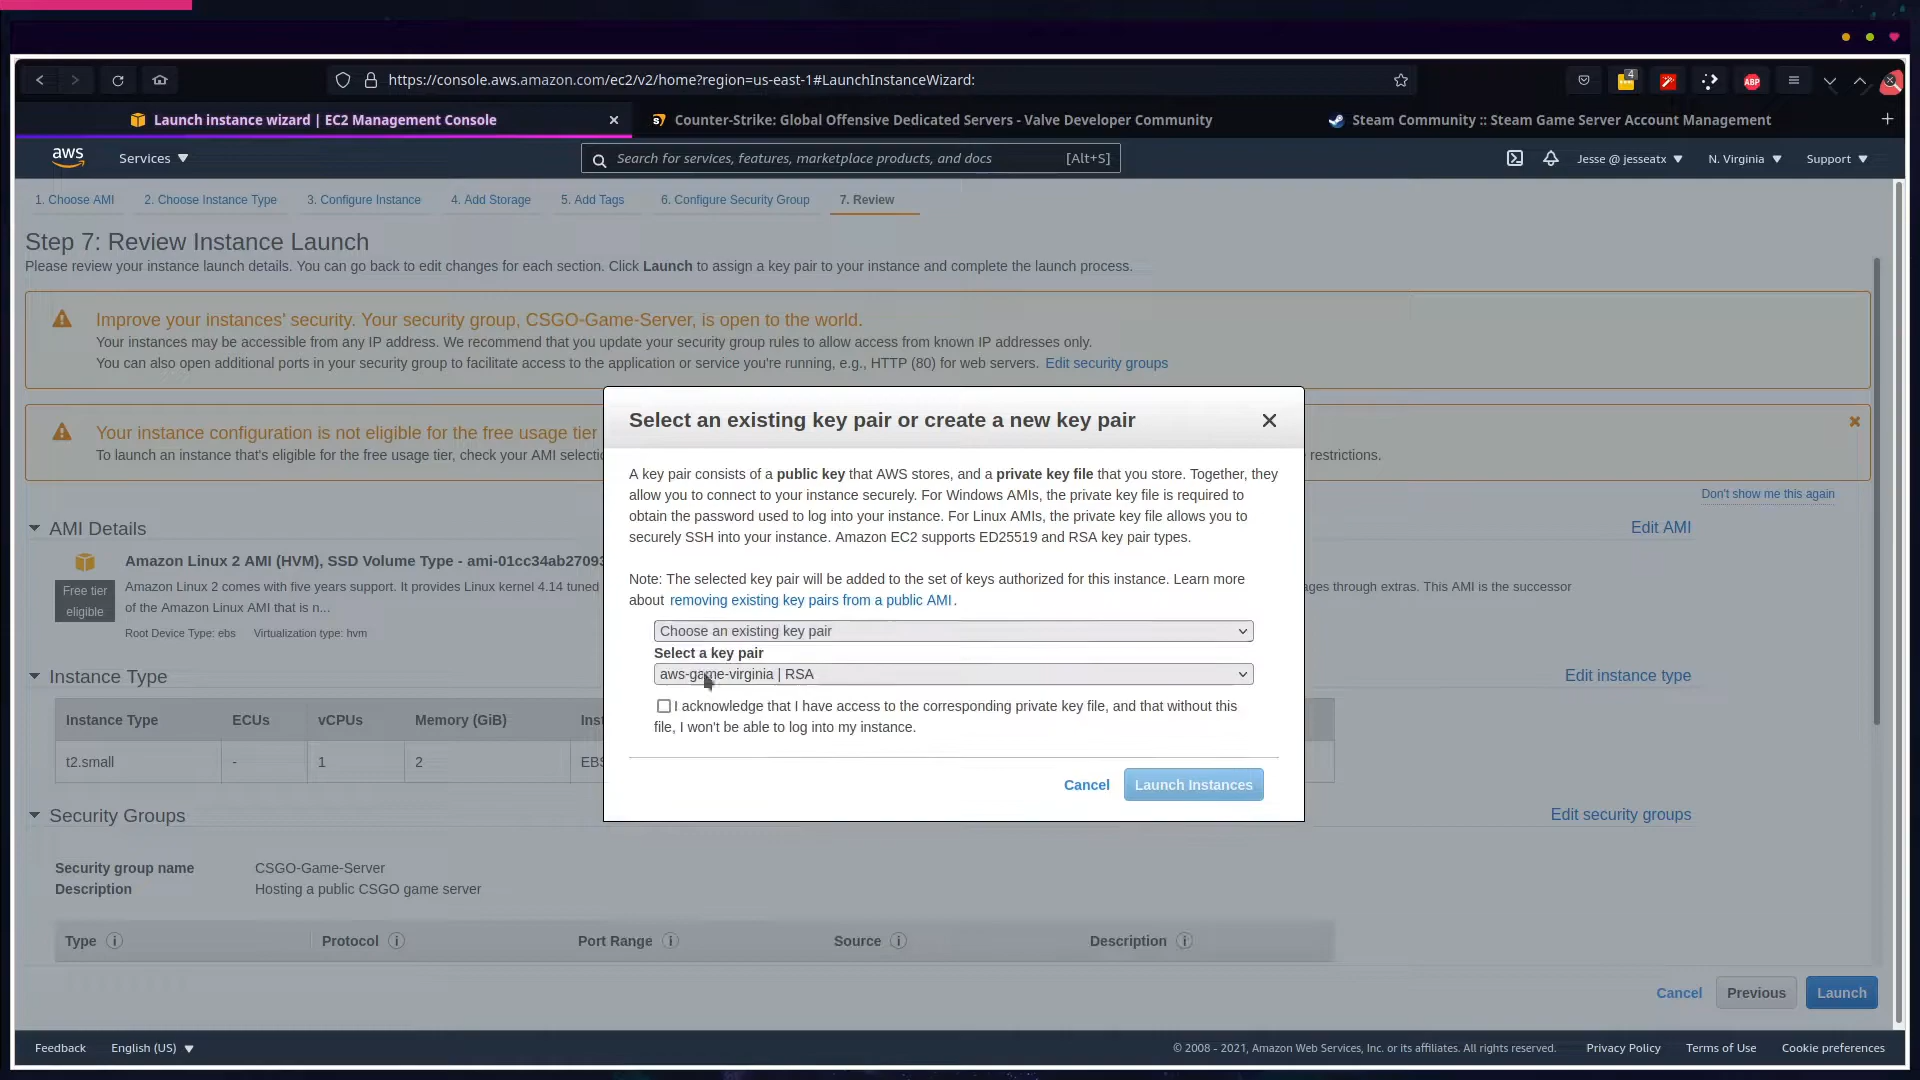 https://console.aws.amazon.com/ec2/v2/home?region=us-east-1#LaunchInstanceWizard:
4
ABP
Launch instance wizard | EC2 Management Console
Counter-Strike: Global Offensive Dedicated Servers - Valve Developer Community
Steam Community :: Steam Game Server Account Management
aws
Services
Search for services, features, marketplace products, and docs
[Alt+S]
Jesse @ jesseatx
N. Virginia
Support
1. Choose AMI
2. Choose Instance Type
3. Configure Instance
4. Add Storage
5. Add Tags
6. Configure Security Group
7. Review
Step 7: Review Instance Launch
Please review your instance launch details. You can go back to edit changes for each section. Click Launch to assign a key pair to your instance and complete the launch process.
Improve your instances' security. Your security group, CSGO-Game-Server, is open to the world.
Your instances may be accessible from any IP address. We recommend that you update your security group rules to allow access from known IP addresses only.
You can also open additional ports in your security group to facilitate access to the application or service you're running, e.g., HTTP (80) for web servers. Edit security groups
Your instance configuration is not eligible for the free usage tier
To launch an instance that's eligible for the free usage tier, check your AMI selectio
restrictions.
Don't show me this again
AMI Details
Edit AMI
Amazon Linux 2 AMI (HVM), SSD Volume Type - ami-01cc34ab27093
Free tier eligible
Amazon Linux 2 comes with five years support. It provides Linux kernel 4.14 tuned
ages through extras. This AMI is the successor
of the Amazon Linux AMI that is n...
Root Device Type: ebs Virtualization type: hvm
Instance Type
Edit instance type
Instance Type
ECUs
vCPUs
Memory (GiB)
Ins
t2.small
-
1
2
EBS
Security Groups
Edit security groups
Security group name
CSGO-Game-Server
Description
Hosting a public CSGO game server
Type
Protocol
Port Range
Source
Description
Select an existing key pair or create a new key pair
A key pair consists of a public key that AWS stores, and a private key file that you store. Together, they
allow you to connect to your instance securely. For Windows AMIs, the private key file is required to
obtain the password used to log into your instance. For Linux AMIs, the private key file allows you to
securely SSH into your instance. Amazon EC2 supports ED25519 and RSA key pair types.
Note: The selected key pair will be added to the set of keys authorized for this instance. Learn more
about removing existing key pairs from a public AMI.
Choose an existing key pair
Select a key pair
aws-game-virginia | RSA
I acknowledge that I have access to the corresponding private key file, and that without this
file, I won't be able to log into my instance.
Cancel
Launch Instances
Cancel
Previous
Launch
Feedback
English (US)
© 2008 - 2021, Amazon Web Services, Inc. or its affiliates. All rights reserved.
Privacy Policy
Terms of Use
Cookie preferences